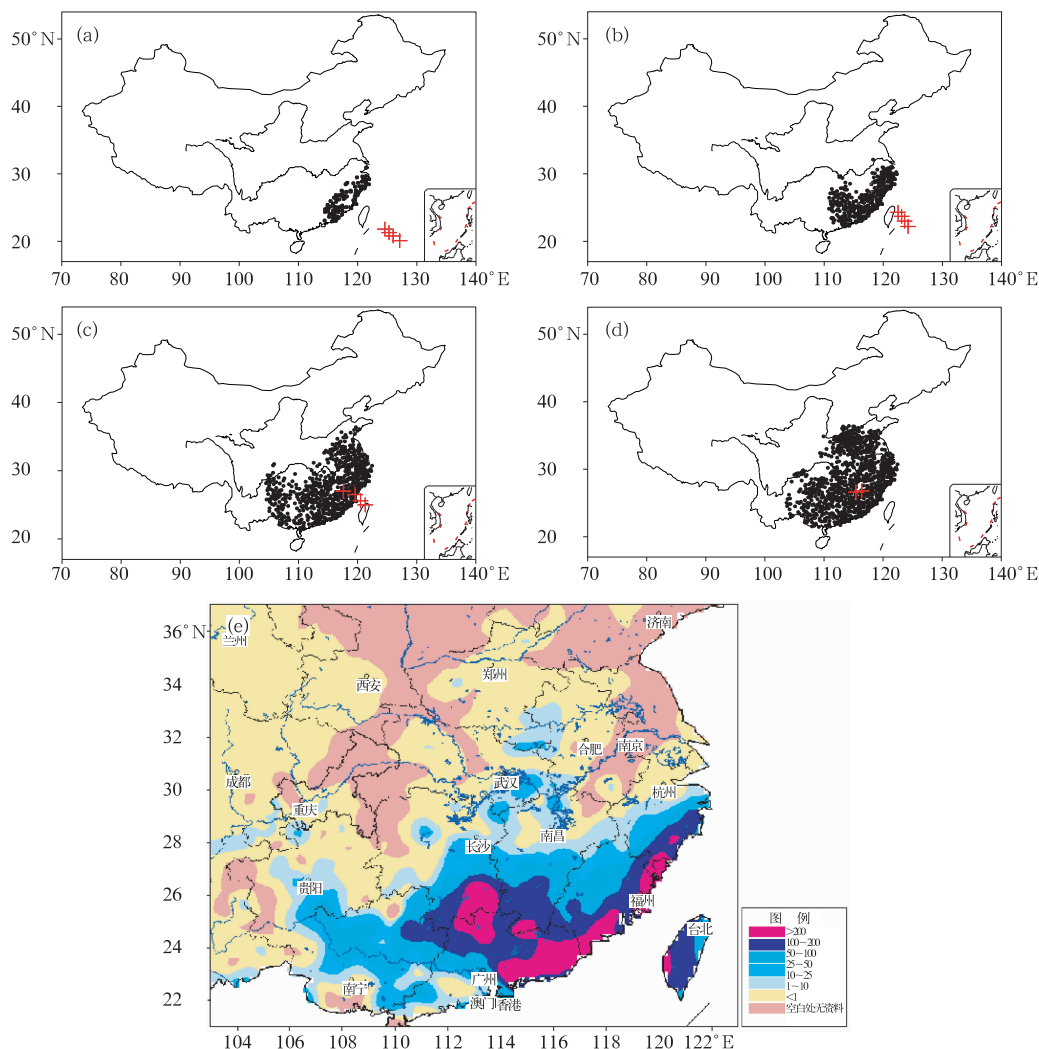 (a)
(b)
50°N
50°N
40
40
30
30
20
20
70 80 90 100 110 120 130 140°E
70 80 90 100 110 120 130 140°E
(c)
(d)
50°N
50°N
40
40
30
30
20
20
70 80 90 100 110 120 130 140°E
70 80 90 100 110 120 130 140°E
(e)
36°N
兰州
济南
郑州
34
西安
32
合肥
南京
成都
武汉
30
杭州
重庆
28
长沙
南昌
贵阳
26
福州
台北
24
广州
南宁
22
澳门
香港
104 106 108 110 112 114 116 118 120 122°E
图 例
>200
100~200
50~100
25~50
10~25
1~10
<1
空白处无资料